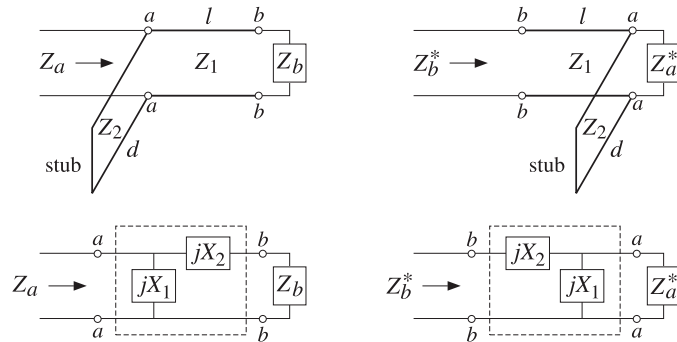 a l b
Z_a → Z_1 Z_b
a b
Z_2
stub d
b l a
Z_b^* → Z_1 Z_a^*
b a
Z_2
stub d
a b
jX_2
Z_a → jX_1 Z_b
a b
b a
jX_2
Z_b^* → jX_1 Z_a^*
b a